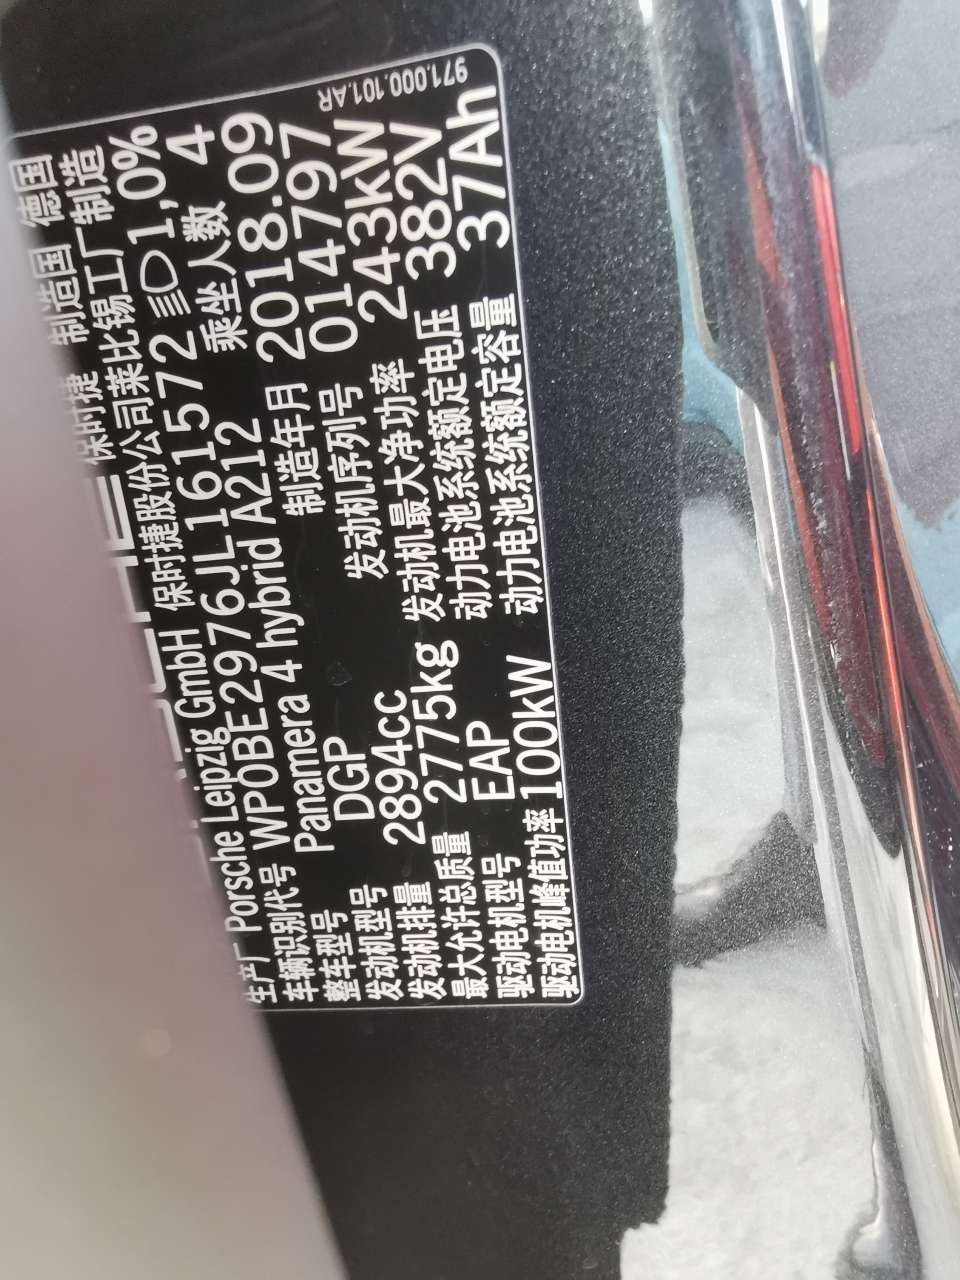 保时捷 制造国 德国
生产厂 Porsche Leipzig GmbH 保时捷股份公司莱比锡工厂制造
车辆识别代号 WP0BE2976JL161572 1,0%
整车型号 Panamera 4 hybrid A212 乘坐人数 4
发动机型号 DGP 制造年月 2018.09
发动机排量 2894cc 发动机序列号 014797
最大允许总质量 2775kg 发动机最大净功率 243kW
驱动电机型号 EAP 动力电池系统额定电压 382V
驱动电机峰值功率 100kW 动力电池系统额定容量 37Ah
971.000.101.AR